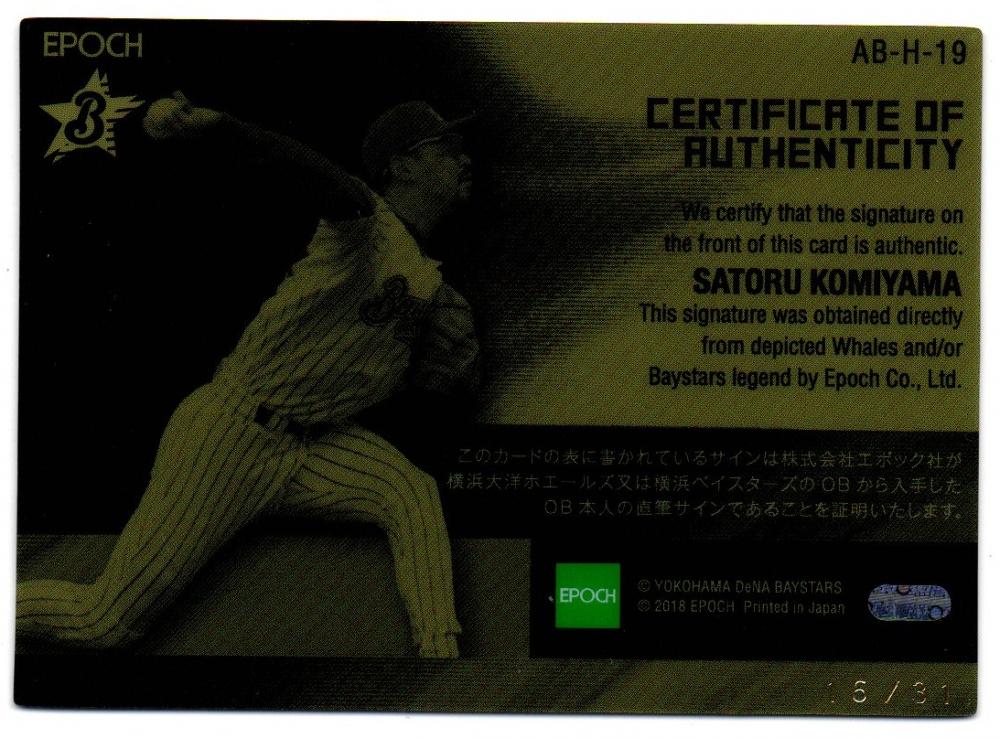 EPOCH
AB-H-19
B
CERTIFICATE OF
AUTHENTICITY
We certify that the signature on
the front of this card is authentic.
SATORU KOMIYAMA
This signature was obtained directly
from depicted Whales and/or
Baystars legend by Epoch Co., Ltd.
このカードの表に書かれているサインは株式会社エポック社が
横浜大洋ホエールズ又は横浜ベイスターズのOBから入手した
OB本人の直筆サインであることを証明いたします。
EPOCH
© YOKOHAMA DeNA BAYSTARS
© 2018 EPOCH Printed in Japan
16/31